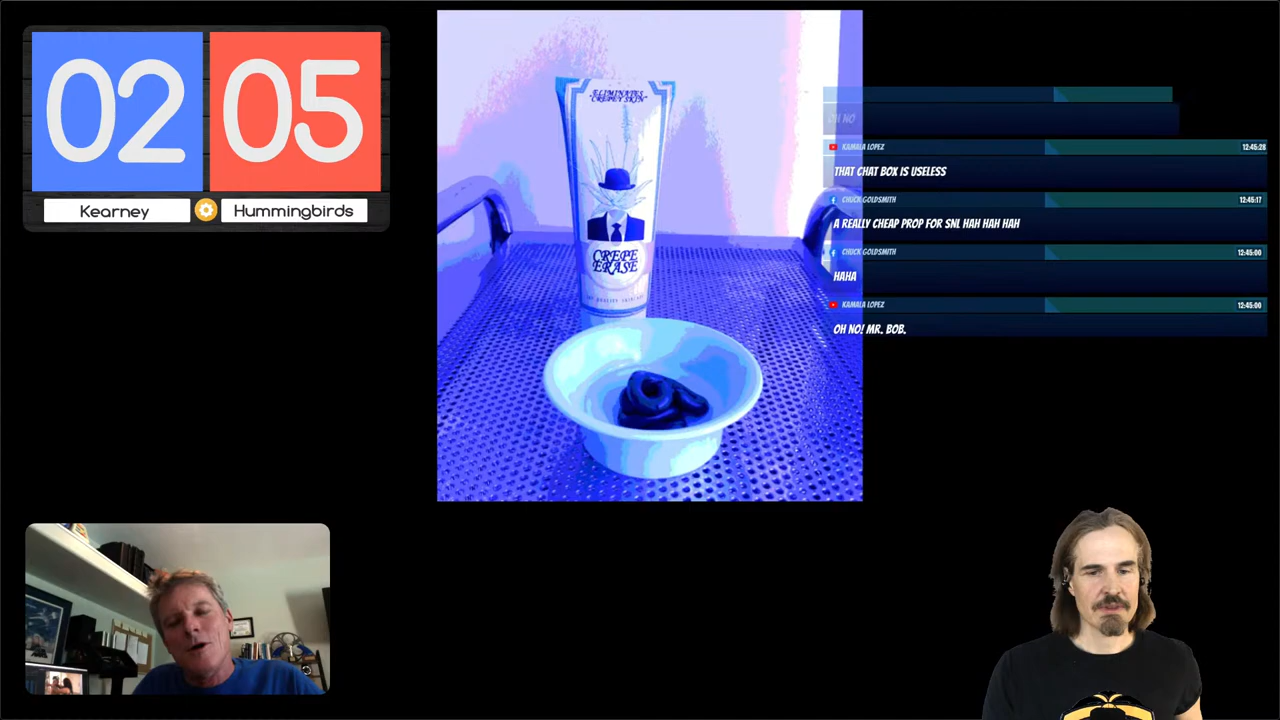 02 05
Kearney Hummingbirds
"ELIMINATES
CREPEY SKIN"
CREPE
ERASE
OH NO
KAMALA LOPEZ 12:45:28
THAT CHAT BOX IS USELESS
CHUCK GOLDSMITH 12:45:17
A REALLY CHEAP PROP FOR SNL HAH HAH HAH
CHUCK GOLDSMITH 12:45:00
HAHA
KAMALA LOPEZ 12:45:00
OH NO! MR. BOB.